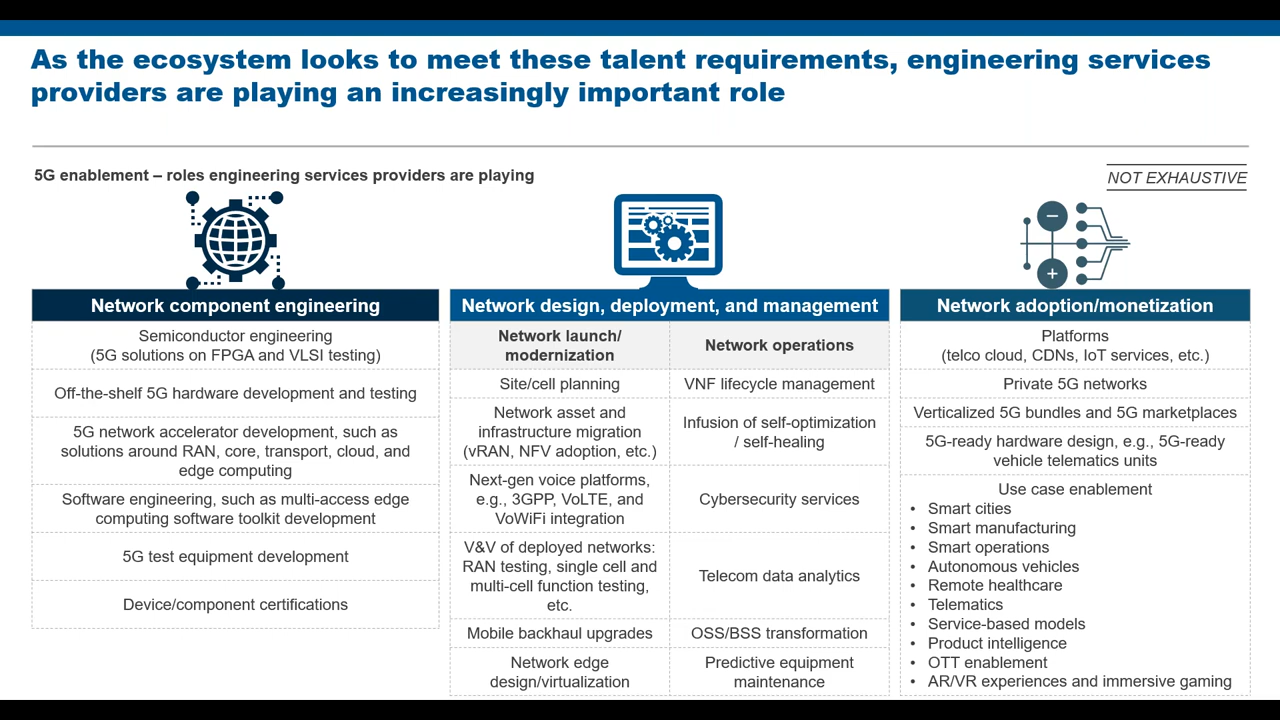 As the ecosystem looks to meet these talent requirements, engineering services
providers are playing an increasingly important role
5G enablement – roles engineering services providers are playing
NOT EXHAUSTIVE
Network component engineering
Semiconductor engineering
(5G solutions on FPGA and VLSI testing)
Off-the-shelf 5G hardware development and testing
5G network accelerator development, such as
solutions around RAN, core, transport, cloud, and
edge computing
Software engineering, such as multi-access edge
computing software toolkit development
5G test equipment development
Device/component certifications
Network design, deployment, and management
Network launch/
modernization
Site/cell planning
Network asset and
infrastructure migration
(vRAN, NFV adoption, etc.)
Next-gen voice platforms,
e.g., 3GPP, VoLTE, and
VoWiFi integration
V&V of deployed networks:
RAN testing, single cell and
multi-cell function testing,
etc.
Mobile backhaul upgrades
Network edge
design/virtualization
Network operations
VNF lifecycle management
Infusion of self-optimization
/ self-healing
Cybersecurity services
Telecom data analytics
OSS/BSS transformation
Predictive equipment
maintenance
Network adoption/monetization
Platforms
(telco cloud, CDNs, IoT services, etc.)
Private 5G networks
Verticalized 5G bundles and 5G marketplaces
5G-ready hardware design, e.g., 5G-ready
vehicle telematics units
Use case enablement
• Smart cities
• Smart manufacturing
• Smart operations
• Autonomous vehicles
• Remote healthcare
• Telematics
• Service-based models
• Product intelligence
• OTT enablement
• AR/VR experiences and immersive gaming